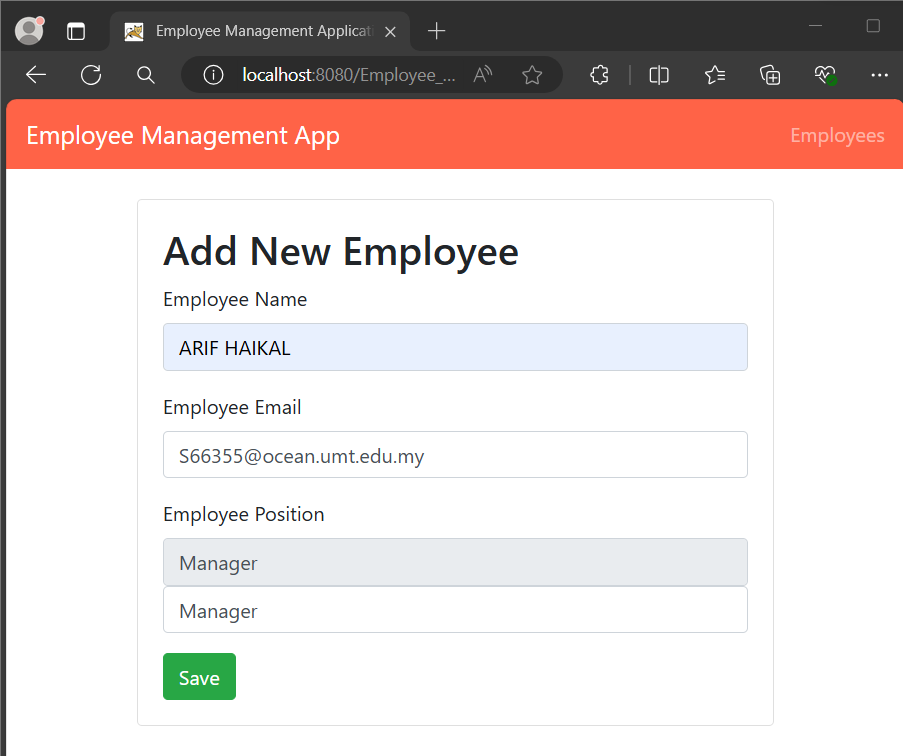 Employee Management Applicati
localhost:8080/Employee_...
Employee Management App
Employees
Add New Employee
Employee Name
ARIF HAIKAL
Employee Email
S66355@ocean.umt.edu.my
Employee Position
Manager
Manager
Save